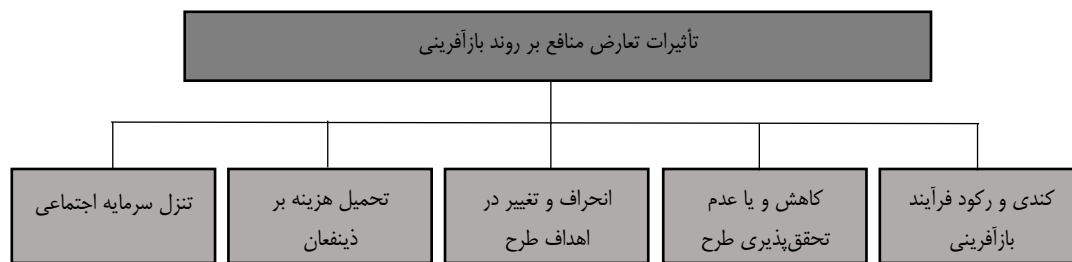 تأثیرات تعارض منافع بر روند بازآفرینی
کندی و رکود فرآیند
بازآفرینی
کاهش و یا عدم
تحقق‌پذیری طرح
انحراف و تغییر در
اهداف طرح
تحمیل هزینه بر
ذینفعان
تنزل سرمایه اجتماعی